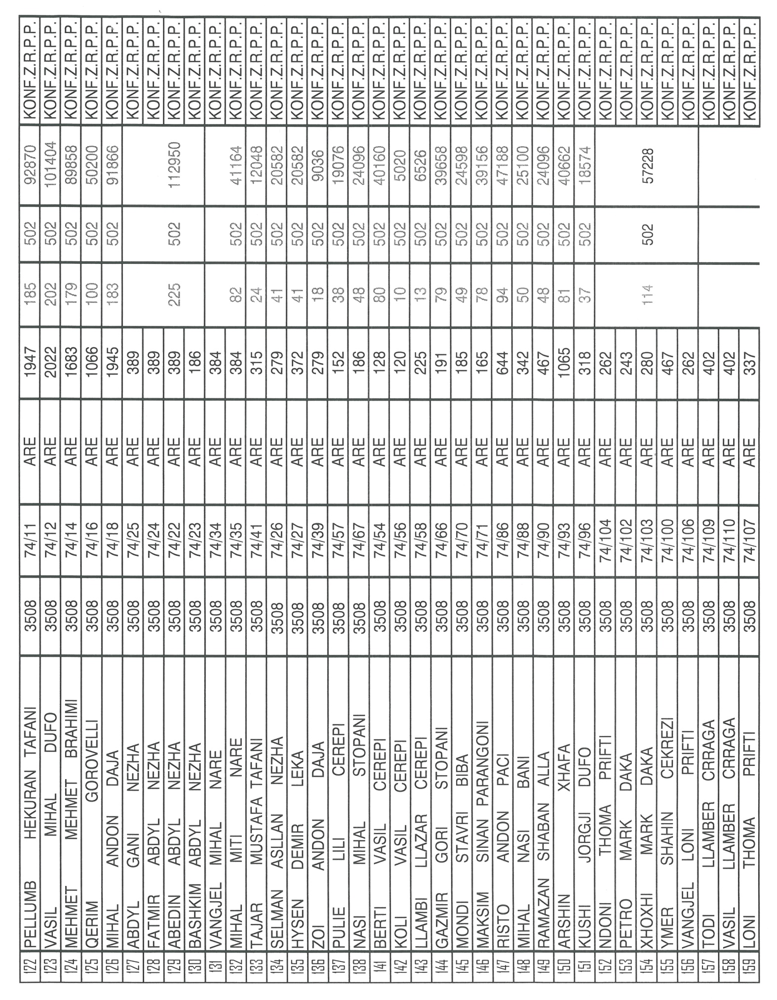 122 PELLUMB HEKURAN TAFANI 3508 74/11 ARE 1947 185 502 92870 KONF.Z.R.P.P.
123 VASIL MIHAL DUFO 3508 74/12 ARE 2022 202 502 101404 KONF.Z.R.P.P.
124 MEHMET MEHMET BRAHIMI 3508 74/14 ARE 1683 179 502 89858 KONF.Z.R.P.P.
125 QERIM GOROVELLI 3508 74/16 ARE 1066 100 502 50200 KONF.Z.R.P.P.
126 MIHAL ANDON DAJA 3508 74/18 ARE 1945 183 502 91866 KONF.Z.R.P.P.
127 ABDYL GANI NEZHA 3508 74/25 ARE 389 KONF.Z.R.P.P.
128 FATMIR ABDYL NEZHA 3508 74/24 ARE 389 KONF.Z.R.P.P.
129 ABEDIN ABDYL NEZHA 3508 74/22 ARE 389 225 502 112950 KONF.Z.R.P.P.
130 BASHKIM ABDYL NEZHA 3508 74/23 ARE 186 KONF.Z.R.P.P.
131 VANGJEL MIHAL NARE 3508 74/34 ARE 384 KONF.Z.R.P.P.
132 MIHAL MITI NARE 3508 74/35 ARE 384 82 502 41164 KONF.Z.R.P.P.
133 TAJAR MUSTAFA TAFANI 3508 74/41 ARE 315 24 502 12048 KONF.Z.R.P.P.
134 SELMAN ASLLAN NEZHA 3508 74/26 ARE 279 41 502 20582 KONF.Z.R.P.P.
135 HYSEN DEMIR LEKA 3508 74/27 ARE 372 41 502 20582 KONF.Z.R.P.P.
136 ZOI ANDON DAJA 3508 74/39 ARE 279 18 502 9036 KONF.Z.R.P.P.
137 PULIE LILI CEREPI 3508 74/57 ARE 152 38 502 19076 KONF.Z.R.P.P.
138 NASI MIHAL STOPANI 3508 74/67 ARE 186 48 502 24096 KONF.Z.R.P.P.
141 BERTI VASIL CEREPI 3508 74/54 ARE 128 80 502 40160 KONF.Z.R.P.P.
142 KOLI VASIL CEREPI 3508 74/56 ARE 120 10 502 5020 KONF.Z.R.P.P.
143 LLAMBI LLAZAR CEREPI 3508 74/58 ARE 225 13 502 6526 KONF.Z.R.P.P.
144 GAZMIR GORI STOPANI 3508 74/66 ARE 191 79 502 39658 KONF.Z.R.P.P.
145 MONDI STAVRI BIBA 3508 74/70 ARE 185 49 502 24598 KONF.Z.R.P.P.
146 MAKSIM SINAN PARANGONI 3508 74/71 ARE 165 78 502 39156 KONF.Z.R.P.P.
147 RISTO ANDON PACI 3508 74/86 ARE 644 94 502 47188 KONF.Z.R.P.P.
148 MIHAL NASI BANI 3508 74/88 ARE 342 50 502 25100 KONF.Z.R.P.P.
149 RAMAZAN SHABAN ALLA 3508 74/90 ARE 467 48 502 24096 KONF.Z.R.P.P.
150 ARSHIN XHAFA 3508 74/93 ARE 1065 81 502 40662 KONF.Z.R.P.P.
151 KUSHI JORGJI DUFO 3508 74/96 ARE 318 37 502 18574 KONF.Z.R.P.P.
152 NDONI THOMA PRIFTI 3508 74/104 ARE 262 KONF.Z.R.P.P.
153 PETRO MARK DAKA 3508 74/102 ARE 243 KONF.Z.R.P.P.
154 XHOXHI MARK DAKA 3508 74/103 ARE 280 114 502 57228 KONF.Z.R.P.P.
155 YMER SHAHIN CEKREZI 3508 74/100 ARE 467 KONF.Z.R.P.P.
156 VANGJEL LONI PRIFTI 3508 74/106 ARE 262 KONF.Z.R.P.P.
157 TODI LLAMBER CRRAGA 3508 74/109 ARE 402 KONF.Z.R.P.P.
158 VASIL LLAMBER CRRAGA 3508 74/110 ARE 402 KONF.Z.R.P.P.
159 LONI THOMA PRIFTI 3508 74/107 ARE 337 KONF.Z.R.P.P.